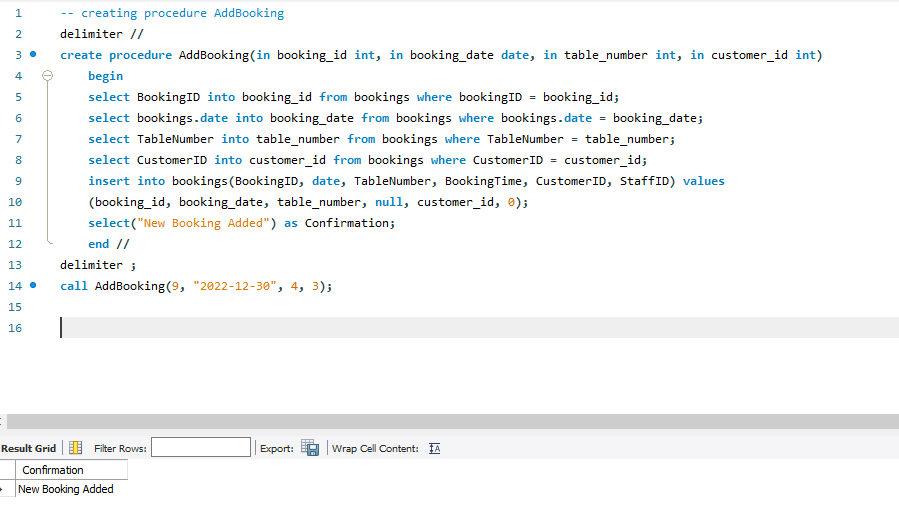 1 -- creating procedure AddBooking
2 delimiter //
3 create procedure AddBooking(in booking_id int, in booking_date date, in table_number int, in customer_id int)
4 begin
5 select BookingID into booking_id from bookings where bookingID = booking_id;
6 select bookings.date into booking_date from bookings where bookings.date = booking_date;
7 select TableNumber into table_number from bookings where TableNumber = table_number;
8 select CustomerID into customer_id from bookings where CustomerID = customer_id;
9 insert into bookings(BookingID, date, TableNumber, BookingTime, CustomerID, StaffID) values
10 (booking_id, booking_date, table_number, null, customer_id, 0);
11 select("New Booking Added") as Confirmation;
12 end //
13 delimiter ;
14 call AddBooking(9, "2022-12-30", 4, 3);
15
16
Result Grid Filter Rows: Export: Wrap Cell Content:
Confirmation
New Booking Added